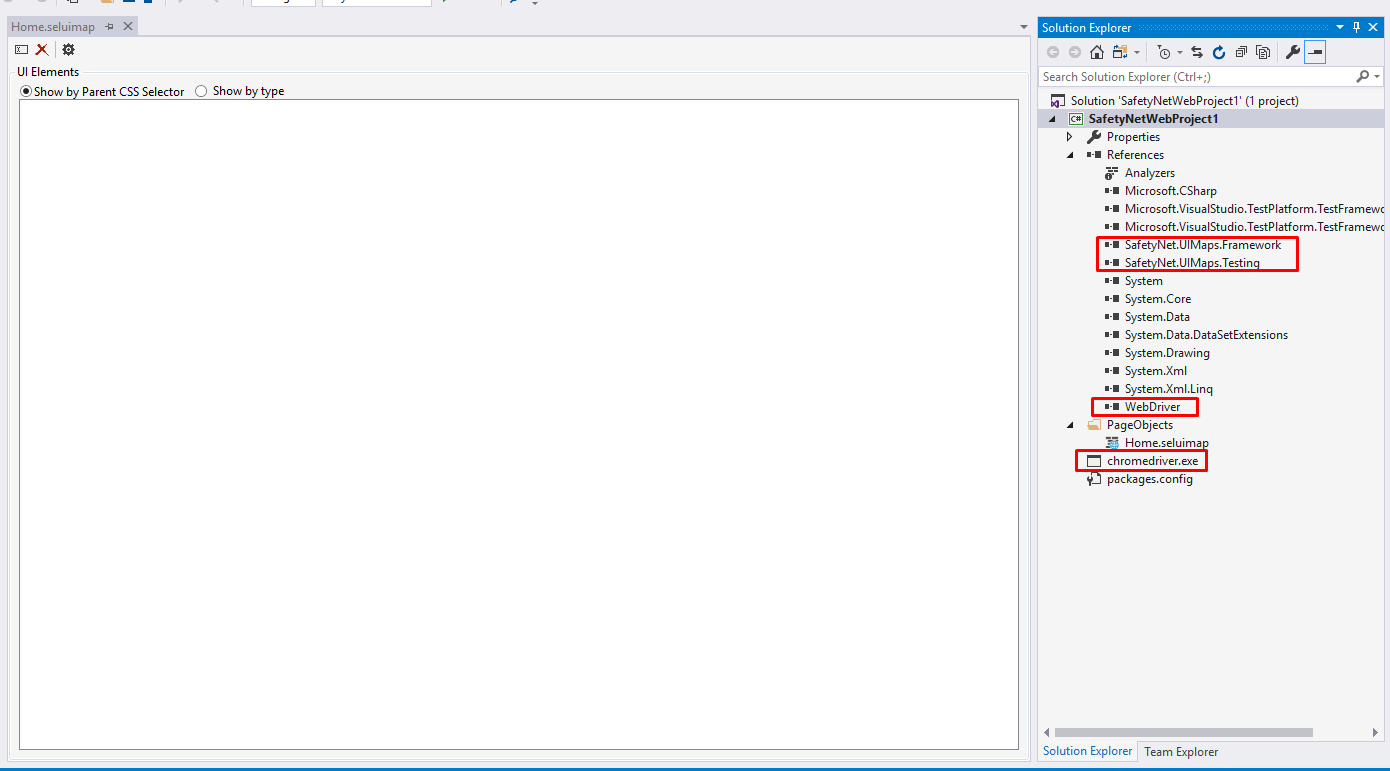 Home.seluimap
UI Elements
Show by Parent CSS Selector Show by type
Solution Explorer
Search Solution Explorer (Ctrl+;)
Solution 'SafetyNetWebProject1' (1 project)
C# SafetyNetWebProject1
Properties
References
Analyzers
Microsoft.CSharp
Microsoft.VisualStudio.TestPlatform.TestFramewo
Microsoft.VisualStudio.TestPlatform.TestFramewo
SafetyNet.UIMaps.Framework
SafetyNet.UIMaps.Testing
System
System.Core
System.Data
System.Data.DataSetExtensions
System.Drawing
System.Xml
System.Xml.Linq
WebDriver
PageObjects
Home.seluimap
chromedriver.exe
packages.config
Solution Explorer Team Explorer